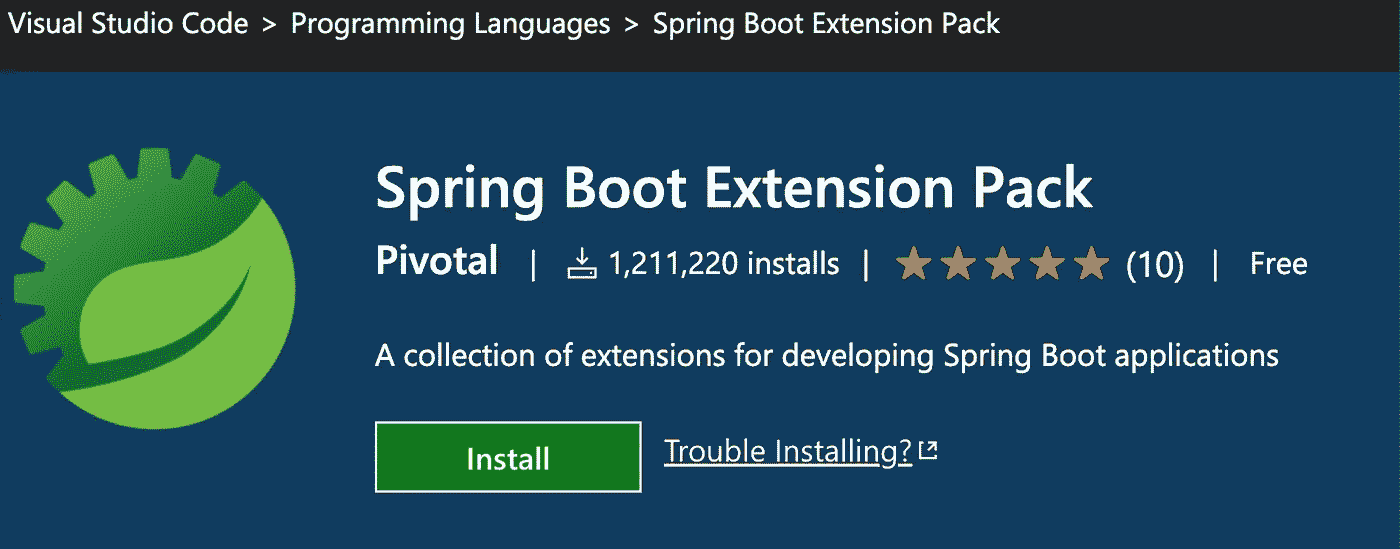 Visual Studio Code > Programming Languages > Spring Boot Extension Pack
Spring Boot Extension Pack
Pivotal | 1,211,220 installs | ★★★★★ (10) | Free
A collection of extensions for developing Spring Boot applications
Install Trouble Installing?